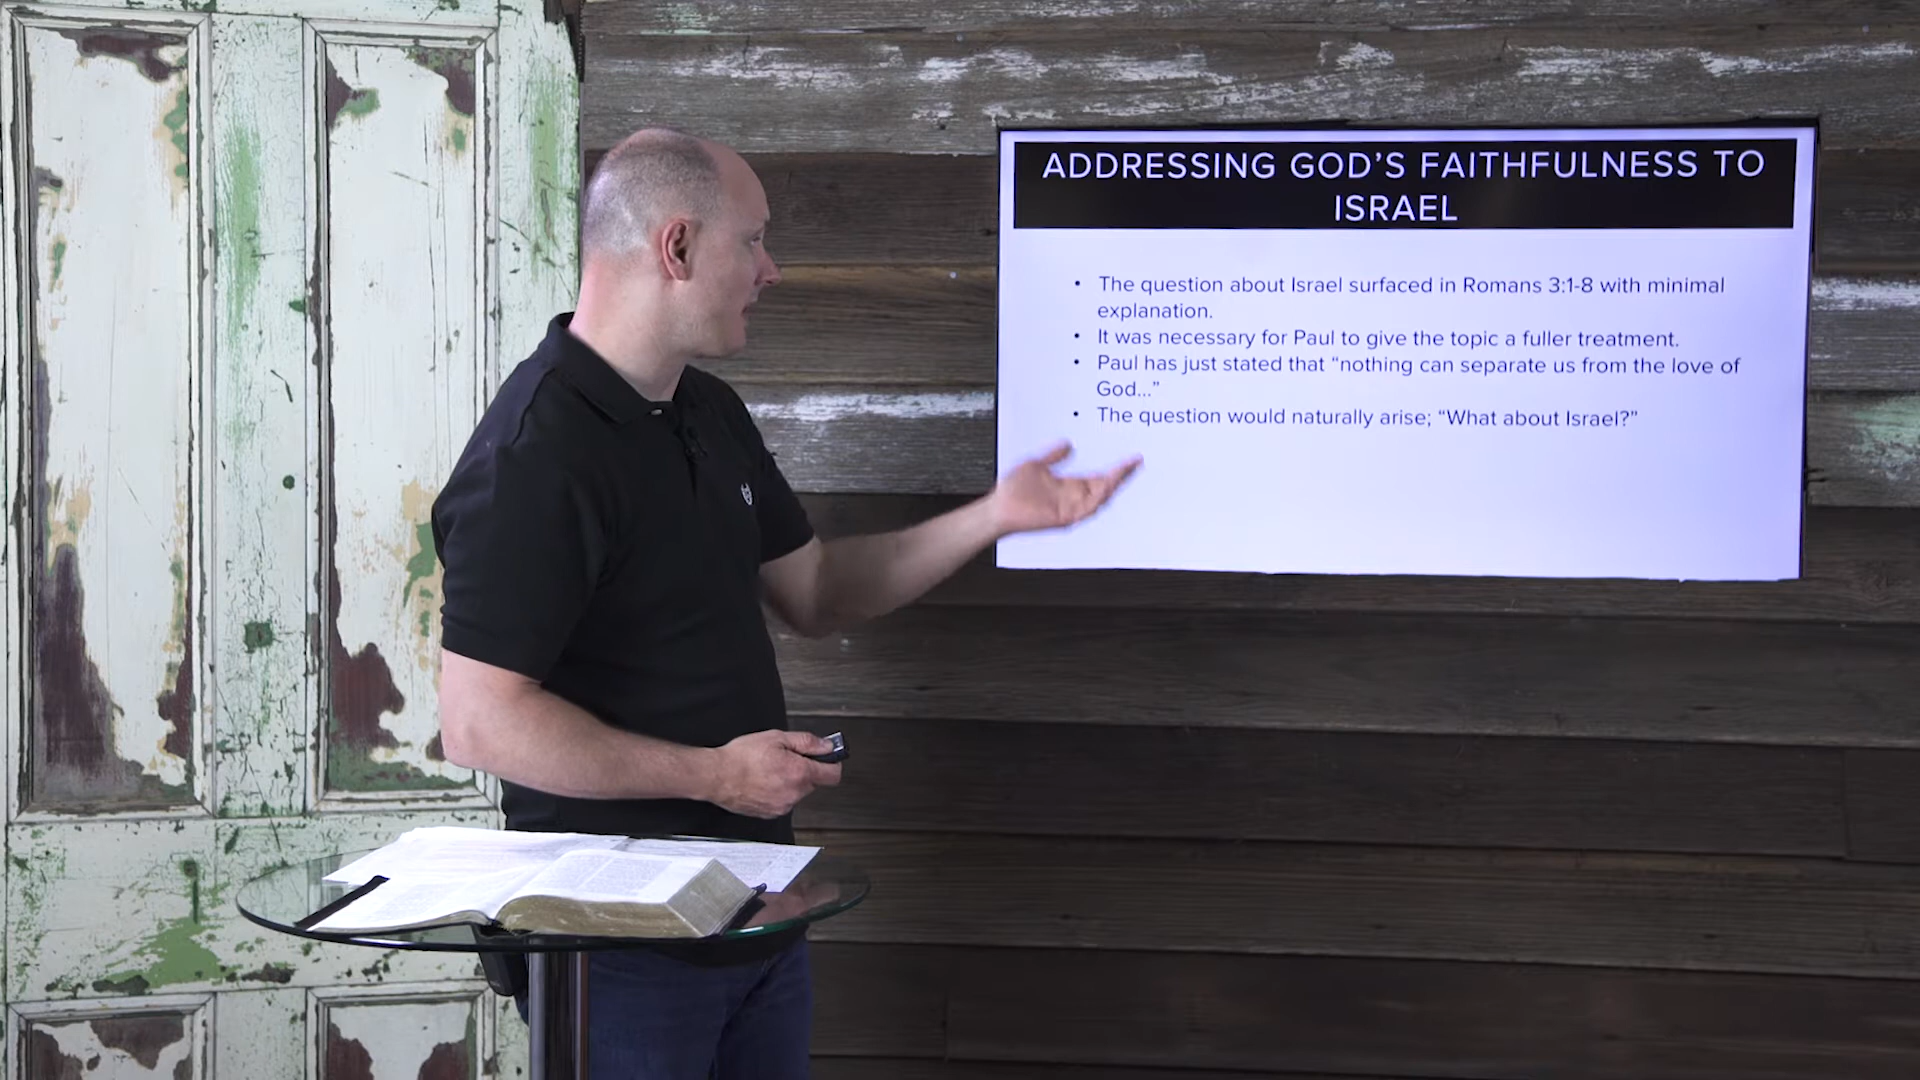 ADDRESSING GOD’S FAITHFULNESS TO
ISRAEL
• The question about Israel surfaced in Romans 3:1-8 with minimal
explanation.
• It was necessary for Paul to give the topic a fuller treatment.
• Paul has just stated that “nothing can separate us from the love of
God...”
• The question would naturally arise; “What about Israel?”